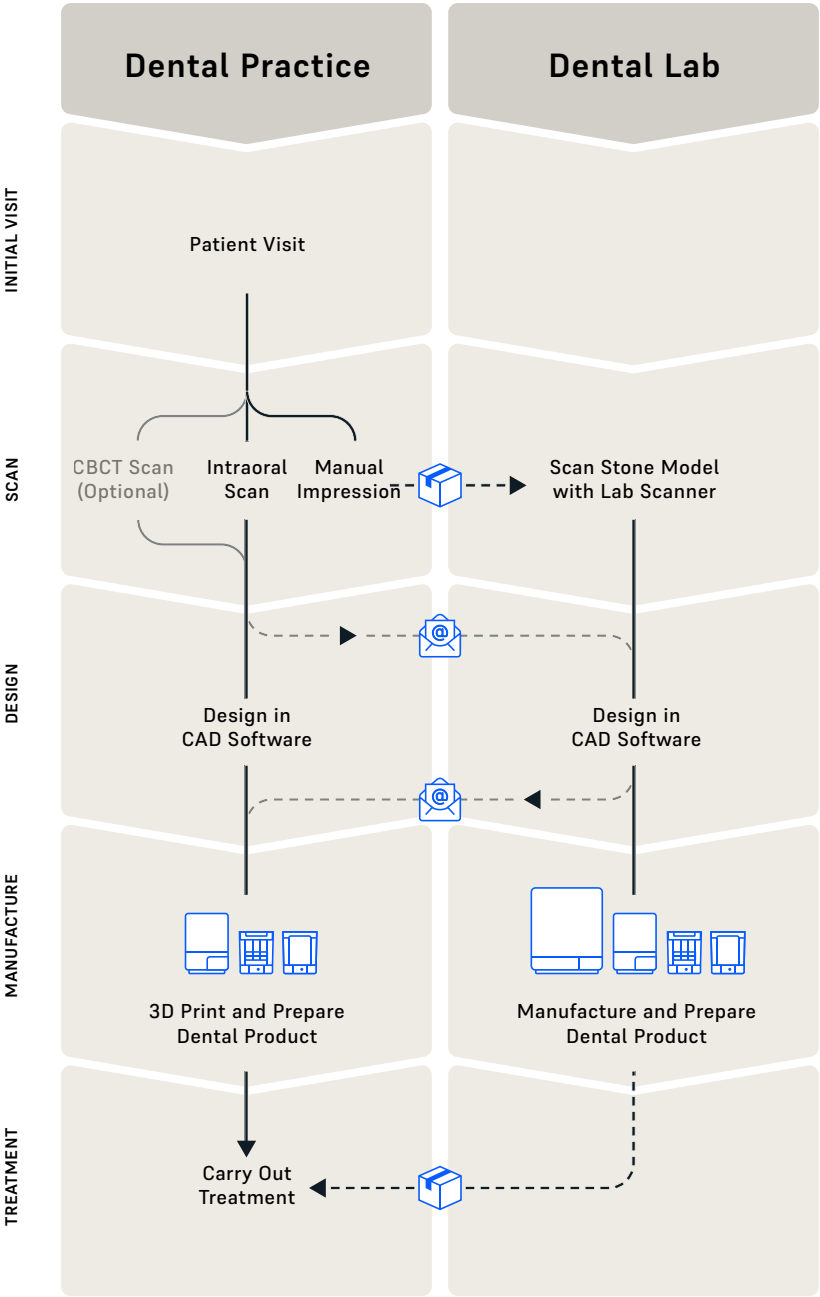 Dental Practice
Dental Lab
INITIAL VISIT
Patient Visit
SCAN
CBCT Scan
(Optional)
Intraoral
Scan
Manual
Impression
Scan Stone Model
with Lab Scanner
DESIGN
@
Design in
CAD Software
Design in
CAD Software
@
MANUFACTURE
3D Print and Prepare
Dental Product
Manufacture and Prepare
Dental Product
TREATMENT
Carry Out
Treatment